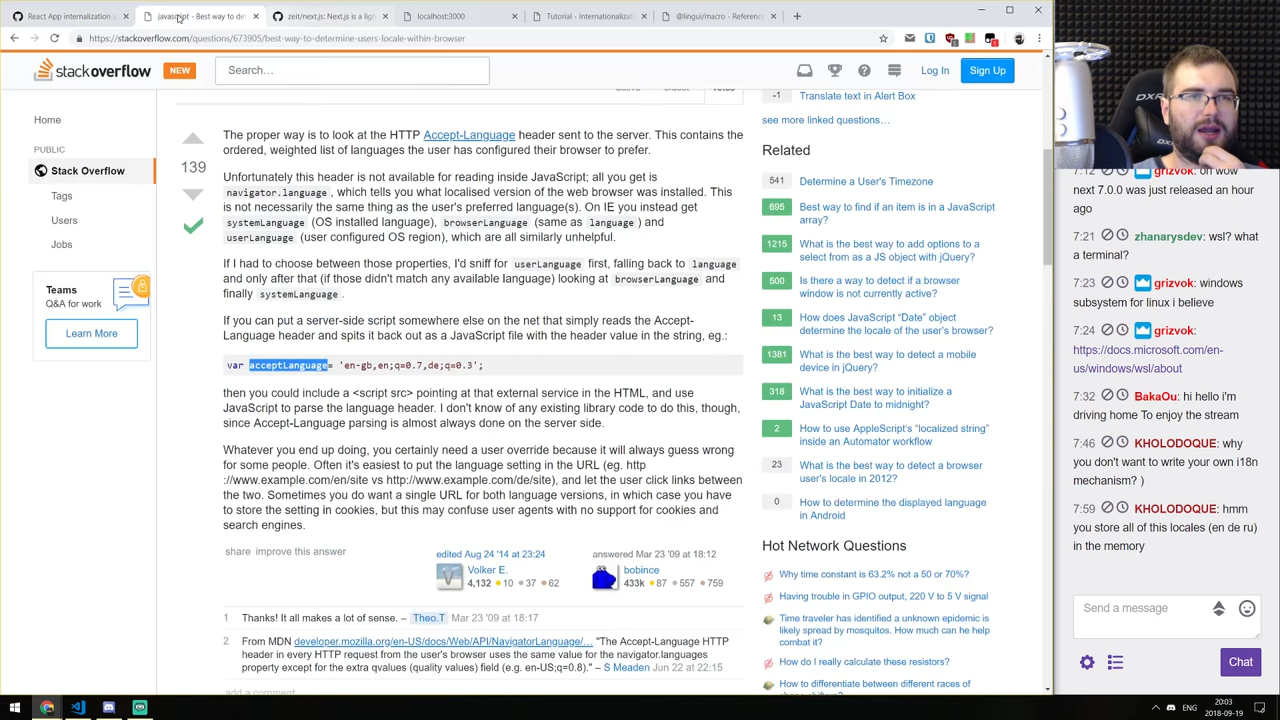 React App internalization a
javascript - Best way to det
zeit/next.js: Next.js is a ligh
localhost:3000
Tutorial - Internationalizati
@lingui/macro - Reference
https://stackoverflow.com/questions/673905/best-way-to-determine-users-locale-within-browser
stackoverflow
NEW
Search…
Log In
Sign Up
Home
PUBLIC
Stack Overflow
Tags
Users
Jobs
Teams
Q&A for work
Learn More
139
The proper way is to look at the HTTP Accept-Language header sent to the server. This contains the
ordered, weighted list of languages the user has configured their browser to prefer.
Unfortunately this header is not available for reading inside JavaScript; all you get is
navigator.language, which tells you what localised version of the web browser was installed. This
is not necessarily the same thing as the user's preferred language(s). On IE you instead get
systemLanguage (OS installed language), browserLanguage (same as language) and
userLanguage (user configured OS region), which are all similarly unhelpful.
If I had to choose between those properties, I'd sniff for userLanguage first, falling back to language
and only after that (if those didn't match any available language) looking at browserLanguage and
finally systemLanguage.
If you can put a server-side script somewhere else on the net that simply reads the Accept-
Language header and spits it back out as a JavaScript file with the header value in the string, eg.:
var acceptLanguage= 'en-gb,en;q=0.7,de;q=0.3';
then you could include a <script src> pointing at that external service in the HTML, and use
JavaScript to parse the language header. I don't know of any existing library code to do this, though,
since Accept-Language parsing is almost always done on the server side.
Whatever you end up doing, you certainly need a user override because it will always guess wrong
for some people. Often it's easiest to put the language setting in the URL (eg. http
://www.example.com/en/site vs http://www.example.com/de/site), and let the user click links between
the two. Sometimes you do want a single URL for both language versions, in which case you have
to store the setting in cookies, but this may confuse user agents with no support for cookies and
search engines.
share improve this answer
edited Aug 24 '14 at 23:24
Volker E.
4,132 10 39 62
answered Mar 23 '09 at 18:12
bobince
433k 87 557 759
1 Thanks! It all makes a lot of sense. – Theo.T Mar 23 '09 at 18:17
2 From MDN developer.mozilla.org/en-US/docs/Web/API/NavigatorLanguage/… "The Accept-Language HTTP
header in every HTTP request from the user's browser uses the same value for the navigator.languages
property except for the extra qvalues (quality values) field (e.g. en-US;q=0.8)." – S Meaden Jun 22 at 22:15
add a comment
-1 Translate text in Alert Box
see more linked questions…
Related
541 Determine a User's Timezone
695 Best way to find if an item is in a JavaScript
array?
1215 What is the best way to add options to a
select from as a JS object with jQuery?
500 Is there a way to detect if a browser
window is not currently active?
13 How does JavaScript “Date” object
determine the locale of the user's browser?
1381 What is the best way to detect a mobile
device in jQuery?
318 What is the best way to initialize a
JavaScript Date to midnight?
2 How to use AppleScript's “localized string”
inside an Automator workflow
23 What is the best way to detect a browser
user's locale in 2012?
0 How to determine the displayed language
in Android
Hot Network Questions
Why time constant is 63.2% not a 50 or 70%?
Having trouble in GPIO output, 220 V to 5 V signal
Time traveler has identified a unknown epidemic is
likely spread by mosquitos. How much can he help
combat it?
How do I really calculate these resistors?
How to differentiate between different races of
DXR
7:12 grizvok: oh wow
next 7.0.0 was just released an hour
ago
7:21 zhanarysdev: wsl? what
a terminal?
7:23 grizvok: windows
subsystem for linux i believe
7:24 grizvok:
https://docs.microsoft.com/en-
us/windows/wsl/about
7:32 BakaOu: hi hello i'm
driving home To enjoy the stream
7:46 KHOLODOQUE: why
you don't want to write your own i18n
mechanism? )
7:59 KHOLODOQUE: hmm
you store all of this locales (en de ru)
in the memory
Send a message
Chat
ENG
20:03
2018-09-19